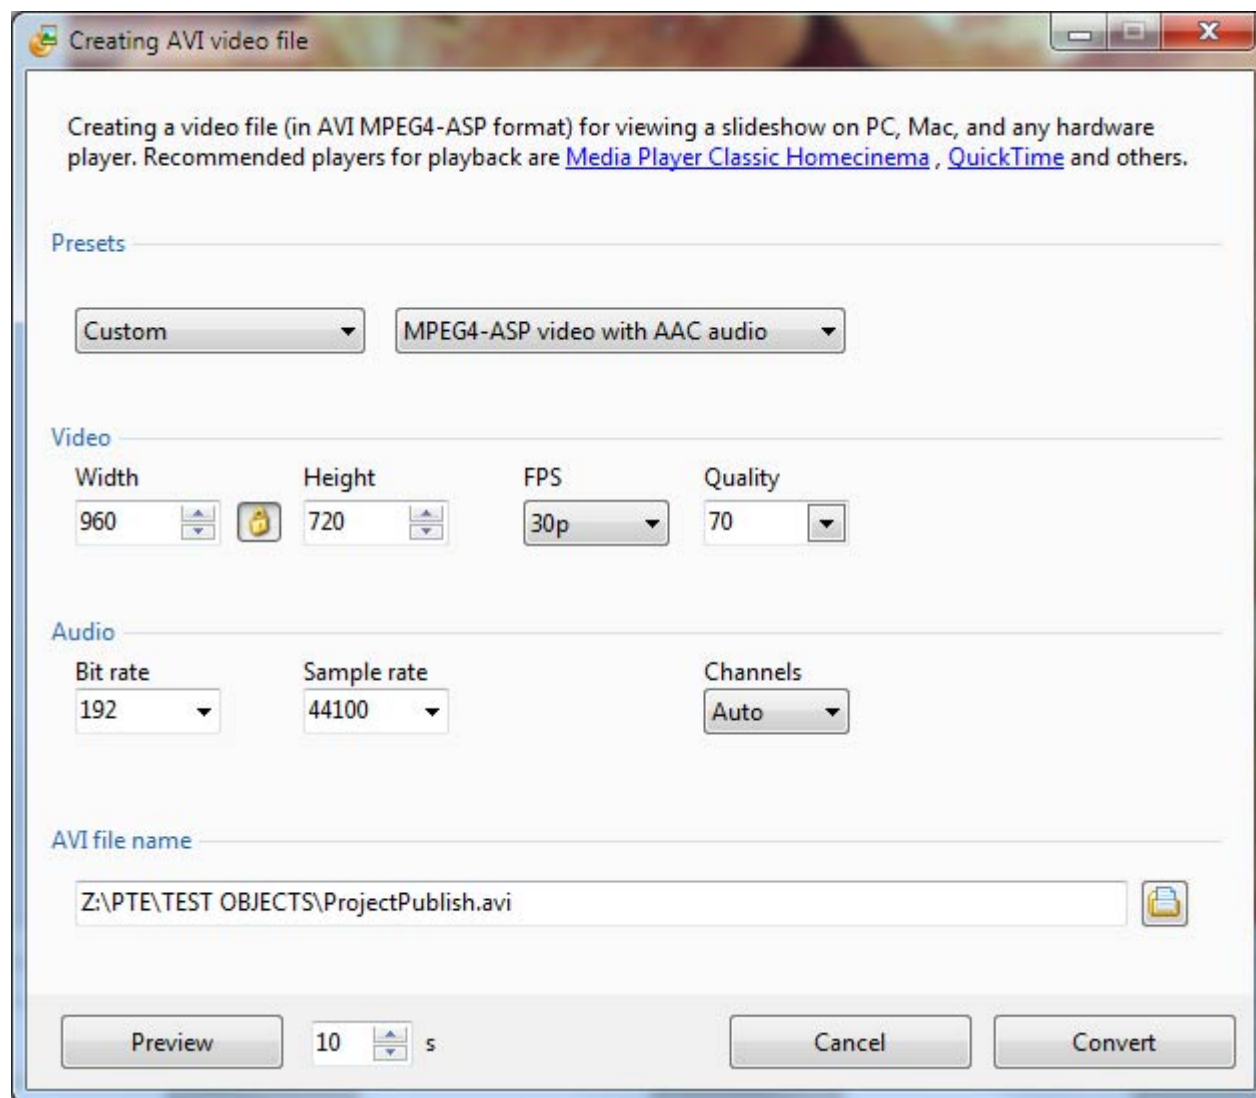 Creating AVI video file
Creating a video file (in AVI MPEG4-ASP format) for viewing a slideshow on PC, Mac, and any hardware
player. Recommended players for playback are Media Player Classic Homecinema , QuickTime and others.
Presets
Custom MPEG4-ASP video with AAC audio
Video
Width Height FPS Quality
960 720 30p 70
Audio
Bit rate Sample rate Channels
192 44100 Auto
AVI file name
Z:\PTE\TEST OBJECTS\ProjectPublish.avi
Preview 10 s Cancel Convert